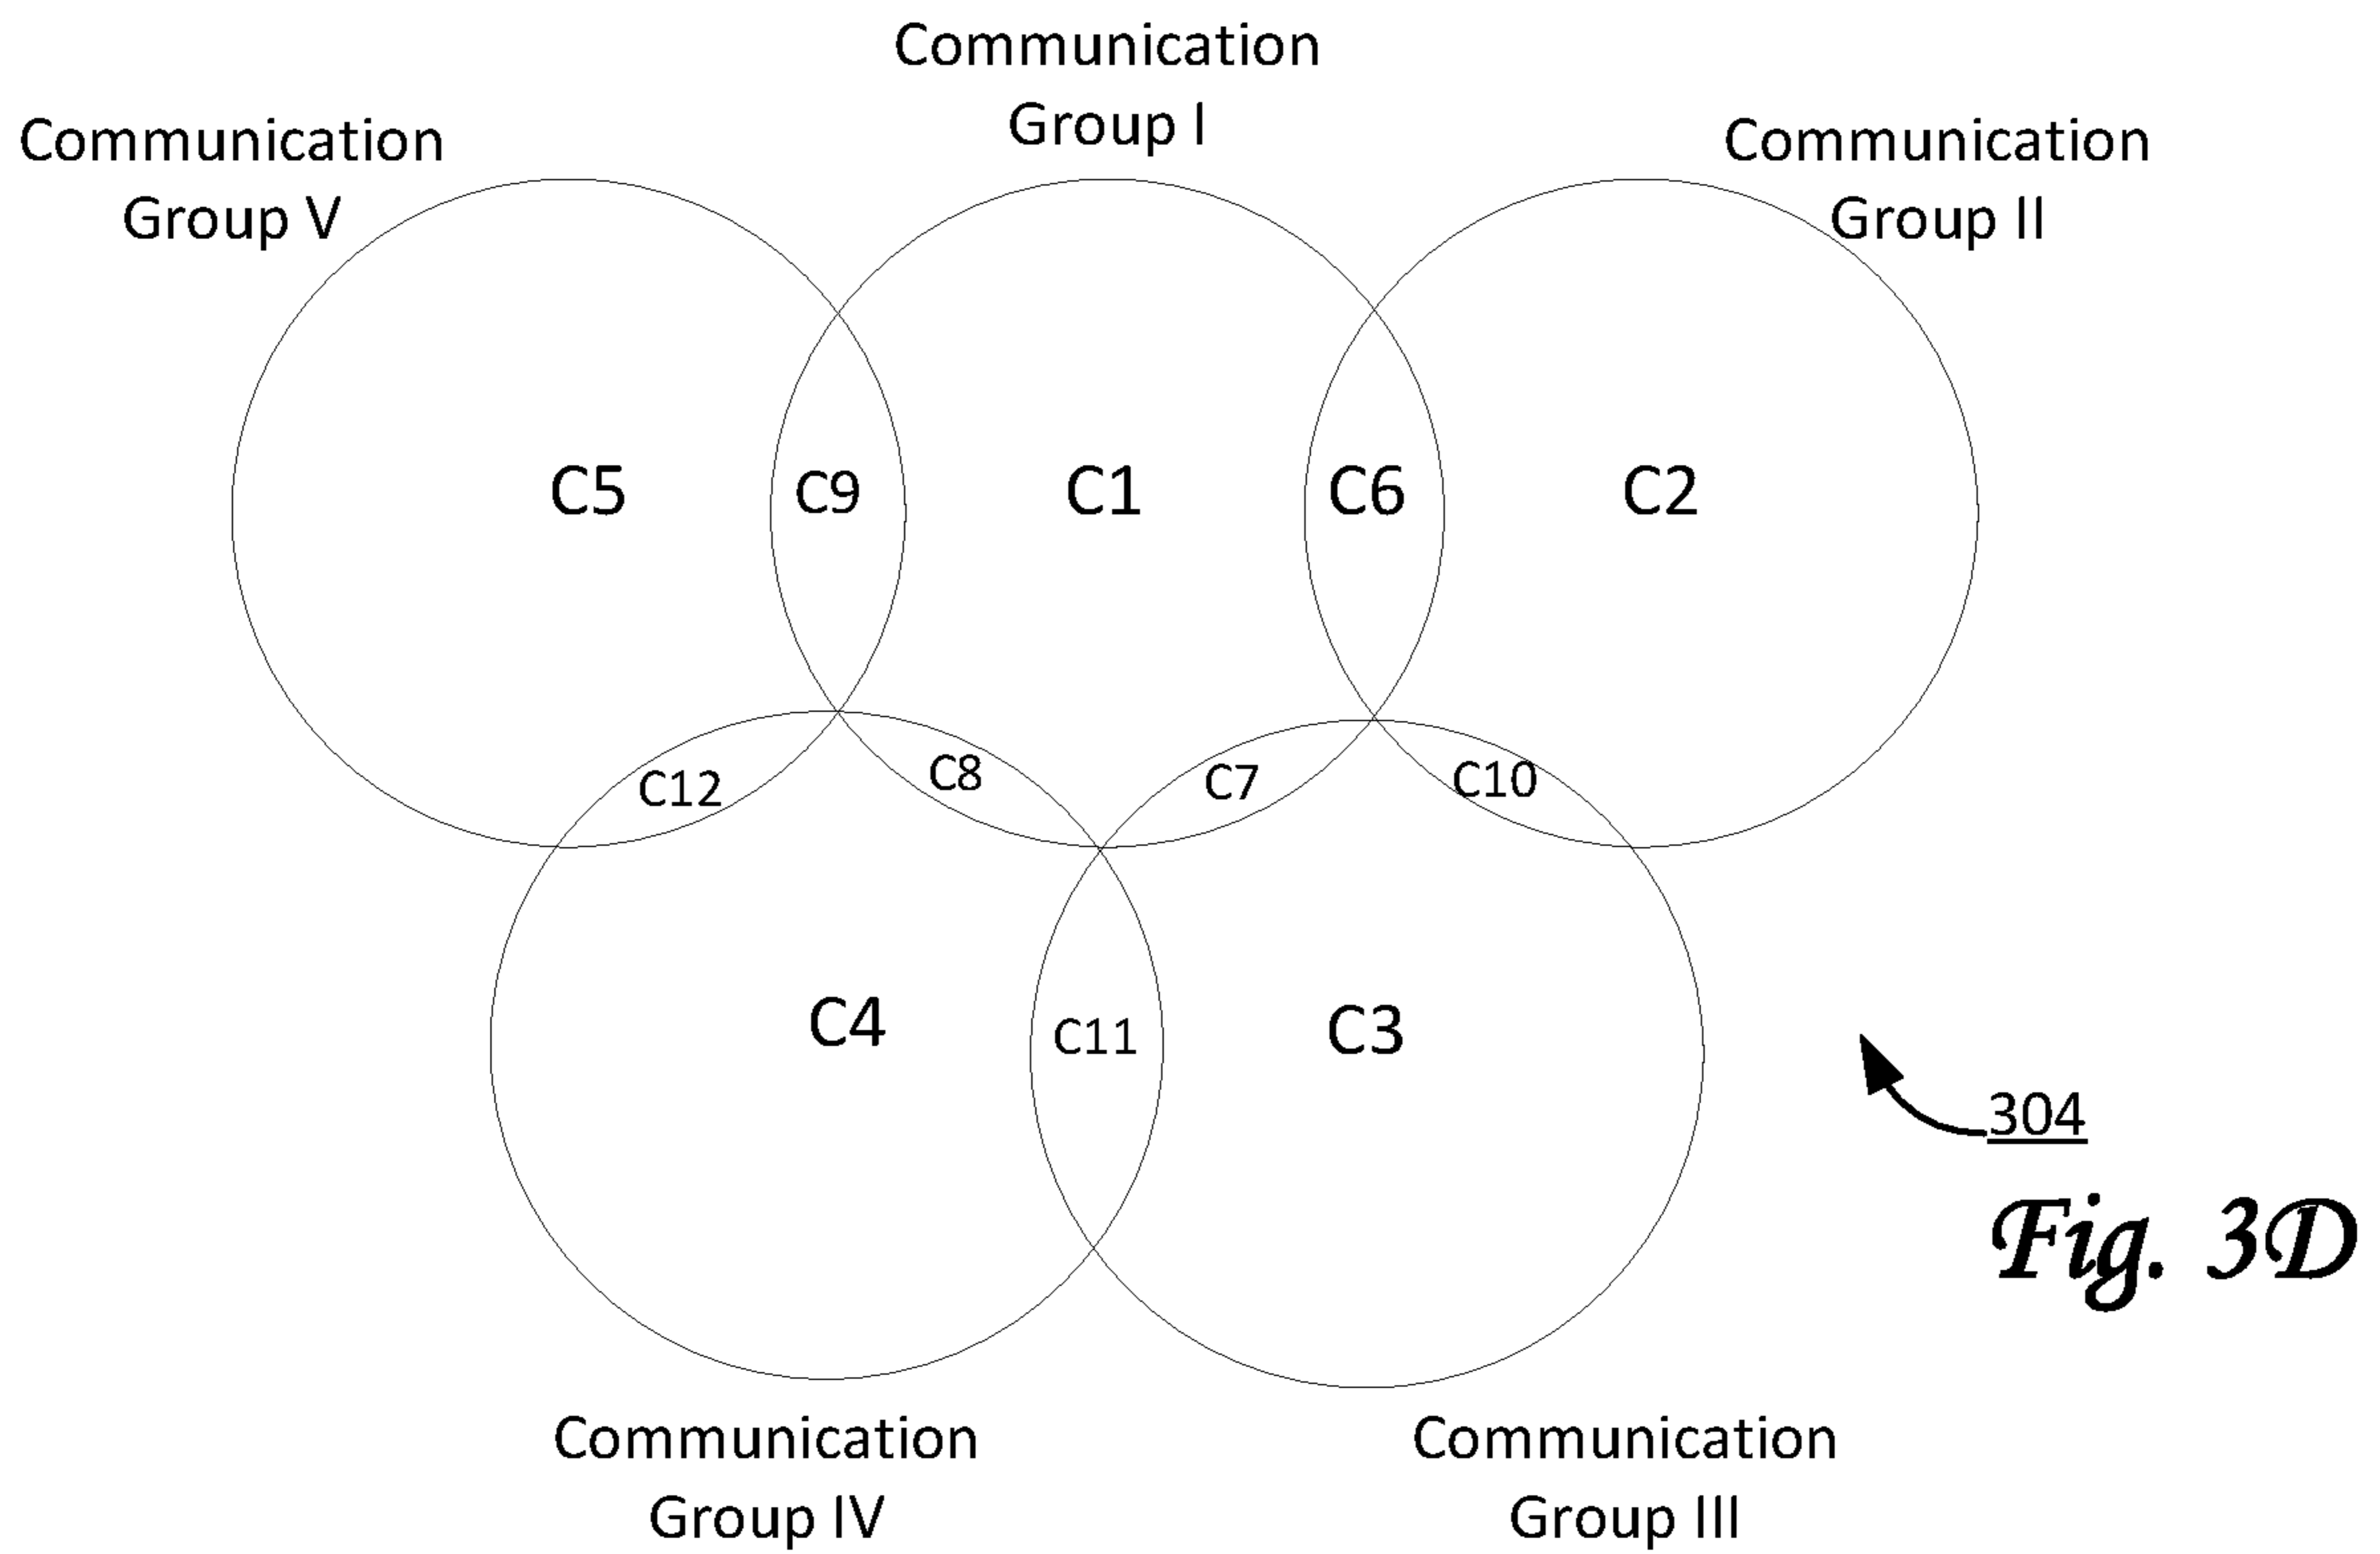 Communication
Group I
Communication
Group V
Communication
Group II
C5
C9
C1
C6
C2
C12
C8
C7
C10
C4
C11
C3
304
Fig. 3D
Communication
Group IV
Communication
Group III